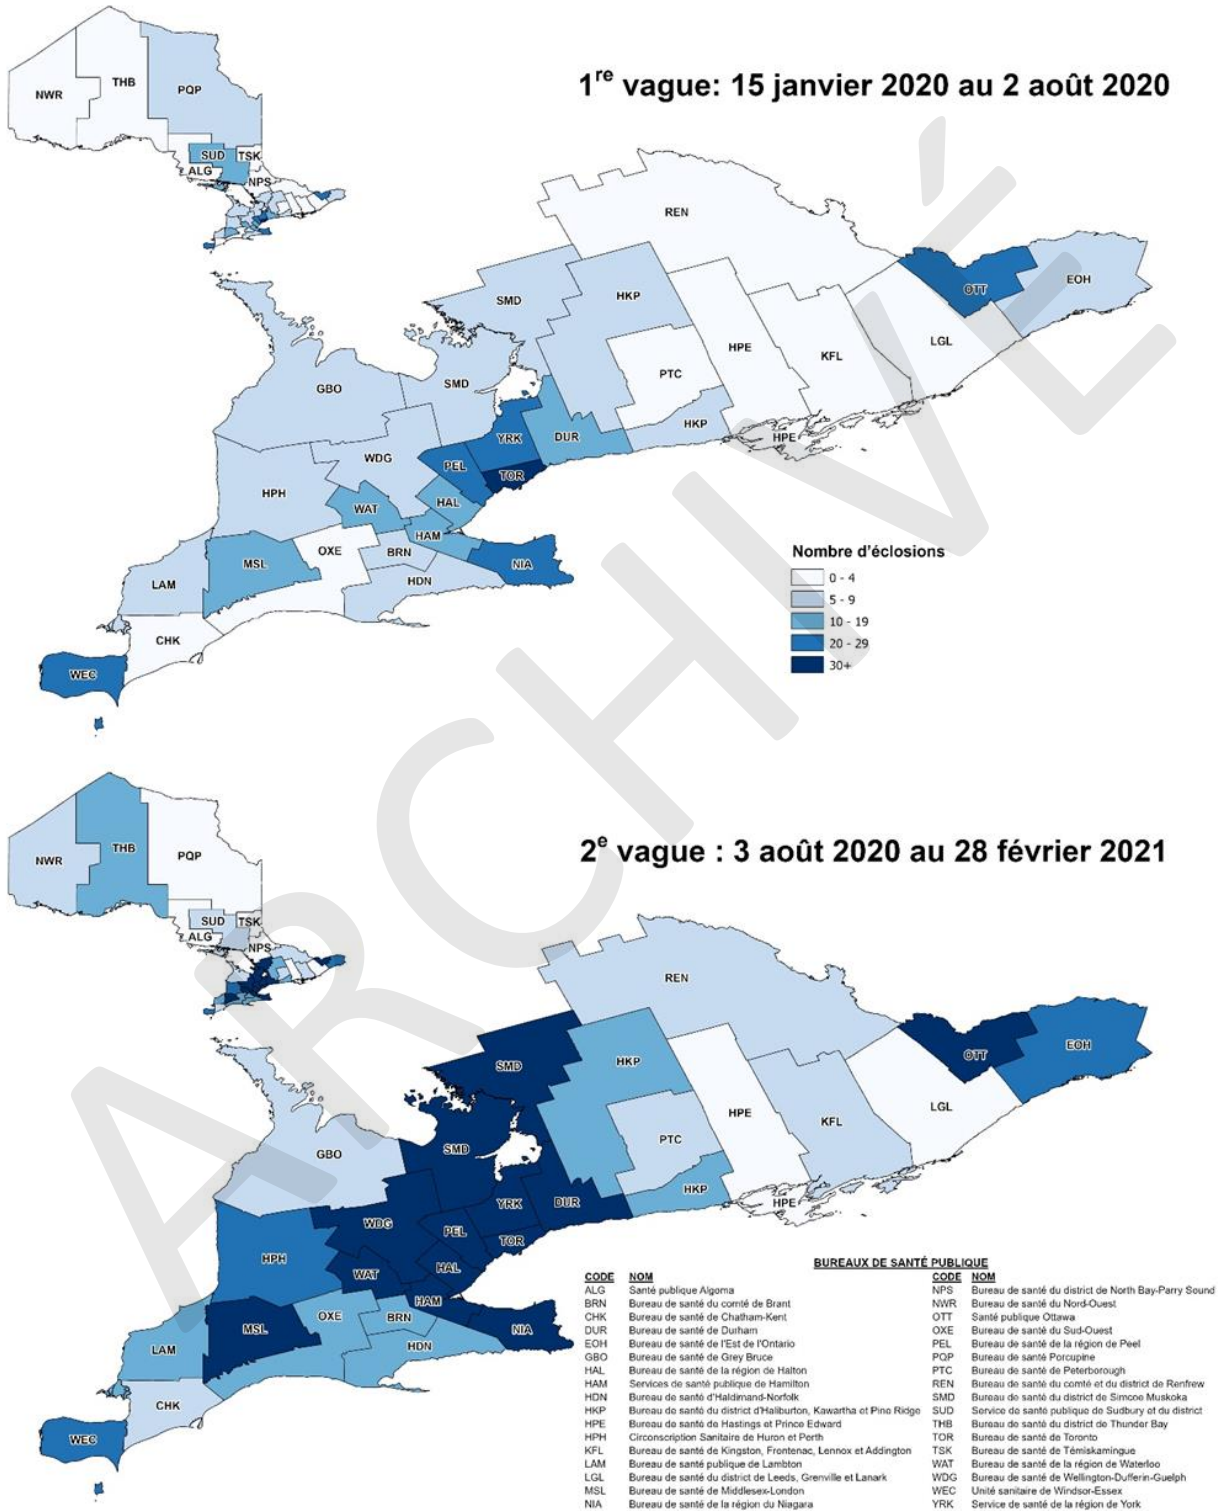 1re vague: 15 janvier 2020 au 2 août 2020
NWR
THB
PQP
SUD
TSK
ALG
NPS
REN
SMD
HKP
OTT
EOH
GBO
SMD
HPE
KFL
LGL
PTC
YRK
DUR
HKP
HPE
WDG
PEL
TOR
HPH
WAT
HAL
HAM
MSL
OXE
BRN
NIA
LAM
HDN
CHK
WEC
Nombre d'éclosions
0 - 4
5 - 9
10 - 19
20 - 29
30+
ARCHIVÉ
2e vague : 3 août 2020 au 28 février 2021
NWR
THB
PQP
SUD
TSK
ALG
NPS
REN
SMD
HKP
OTT
EOH
GBO
SMD
HPE
KFL
LGL
PTC
YRK
DUR
HKP
HPE
WDG
PEL
TOR
HPH
WAT
HAL
HAM
MSL
OXE
BRN
NIA
LAM
HDN
CHK
WEC
BUREAUX DE SANTÉ PUBLIQUE
CODE NOM
ALG Santé publique Algoma
BRN Bureau de santé du comté de Brant
CHK Bureau de santé de Chatham-Kent
DUR Bureau de santé de Durham
EOH Bureau de santé de l'Est de l'Ontario
GBO Bureau de santé de Grey Bruce
HAL Bureau de santé de la région de Halton
HAM Services de santé publique de Hamilton
HDN Bureau de santé d'Haldimand-Norfolk
HKP Bureau de santé du district d'Haliburton, Kawartha et Pine Ridge
HPE Bureau de santé de Hastings et Prince Edward
HPH Circonscription Sanitaire de Huron et Perth
KFL Bureau de santé de Kingston, Frontenac, Lennox et Addington
LAM Bureau de santé publique de Lambton
LGL Bureau de santé du district de Leeds, Grenville et Lanark
MSL Bureau de santé de Middlesex-London
NIA Bureau de santé de la région du Niagara
CODE NOM
NPS Bureau de santé du district de North Bay-Parry Sound
NWR Bureau de santé du Nord-Ouest
OTT Santé publique Ottawa
OXE Bureau de santé du Sud-Ouest
PEL Bureau de santé de la région de Peel
PQP Bureau de santé Porcupine
PTC Bureau de santé de Peterborough
REN Bureau de santé du comté et du district de Renfrew
SMD Bureau de santé du district de Simcoe Muskoka
SUD Service de santé publique de Sudbury et du district
THB Bureau de santé du district de Thunder Bay
TOR Bureau de santé de Toronto
TSK Bureau de santé de Témiskamingue
WAT Bureau de santé de la région de Waterloo
WDG Bureau de santé de Wellington-Dufferin-Guelph
WEC Unité sanitaire de Windsor-Essex
YRK Service de santé de la région de York